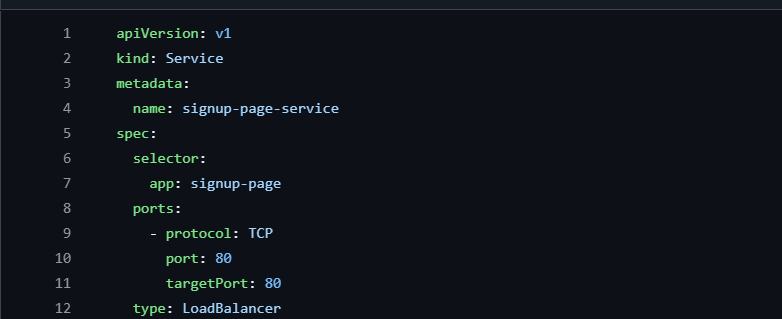 1 apiVersion: v1
2 kind: Service
3 metadata:
4   name: signup-page-service
5 spec:
6   selector:
7     app: signup-page
8   ports:
9     - protocol: TCP
10       port: 80
11       targetPort: 80
12   type: LoadBalancer